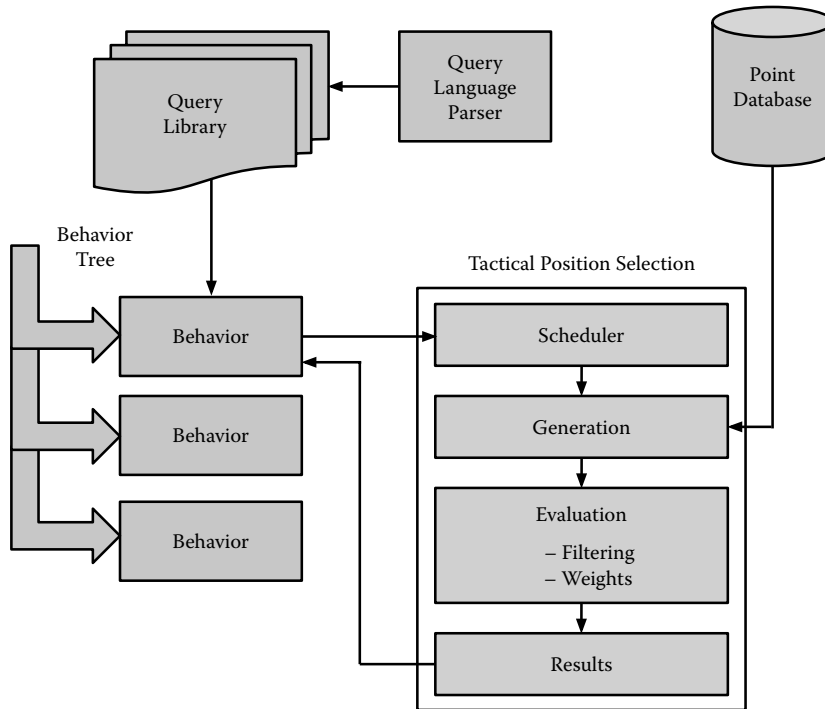 Query
Library
Query
Language
Parser
Point
Database
Behavior
Tree
Tactical Position Selection
Behavior
Scheduler
Behavior
Generation
Behavior
Evaluation
– Filtering
– Weights
Results